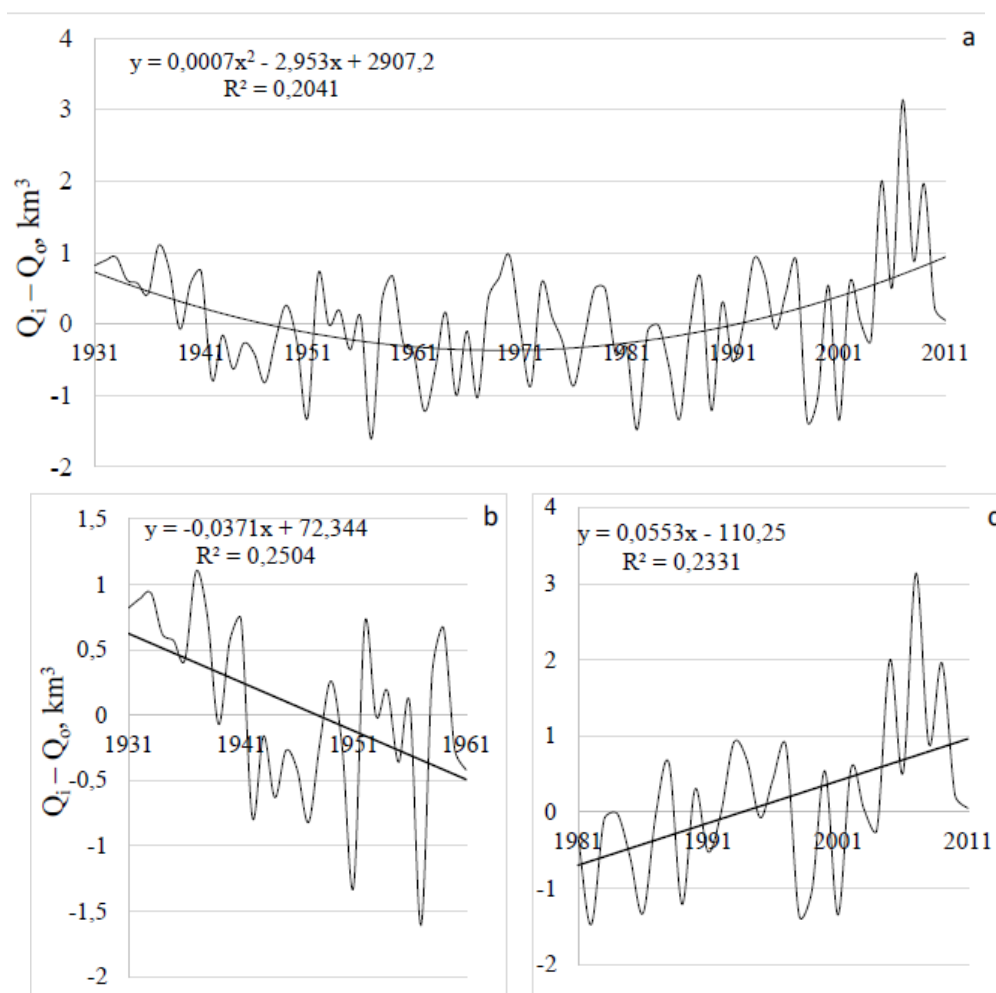 a
4
y = 0,0007x² - 2,953x + 2907,2
R² = 0,2041
3
2
1
0
-1
-2
Qᵢ – Qₒ, km³
1931 1941 1951 1961 1971 1981 1991 2001 2011
b
1,5
y = -0,0371x + 72,344
R² = 0,2504
1
0,5
0
-0,5
-1
-1,5
-2
Qᵢ – Qₒ, km³
1931 1941 1951 1961
4
y = 0,0553x - 110,25
R² = 0,2331
3
2
1
0
-1
-2
1981 1991 2001 2011